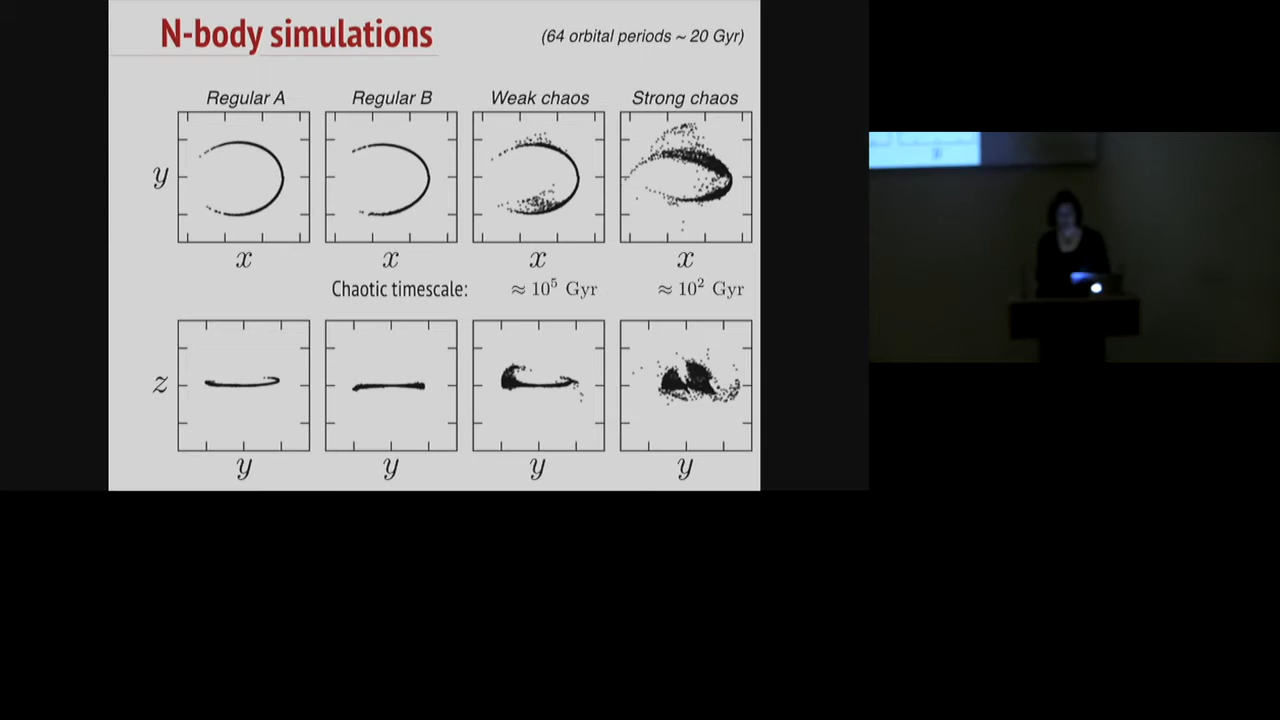 N-body simulations
(64 orbital periods ~ 20 Gyr)
Regular A Regular B Weak chaos Strong chaos
y
x x x x
Chaotic timescale: ≈ 10⁵ Gyr ≈ 10² Gyr
z
y y y y